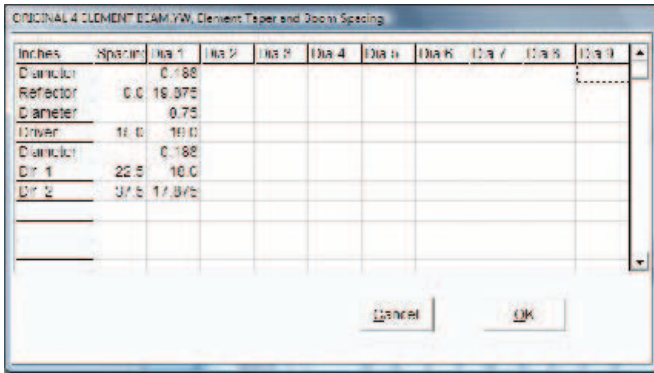 ORIGINAL 4 ELEMENT BEAM.YW, Element Taper and Boom Spacing
Inches Spacing Dia 1 Dia 2 Dia 3 Dia 4 Dia 5 Dia 6 Dia 7 Dia 8 Dia 9
Diameter 0.188
Reflector 0.0 19.875
Diameter 0.75
Driver 19.0
Diameter 0.188
Dir 1 22.5 18.0
Dir 2 37.5 17.875
Cancel OK